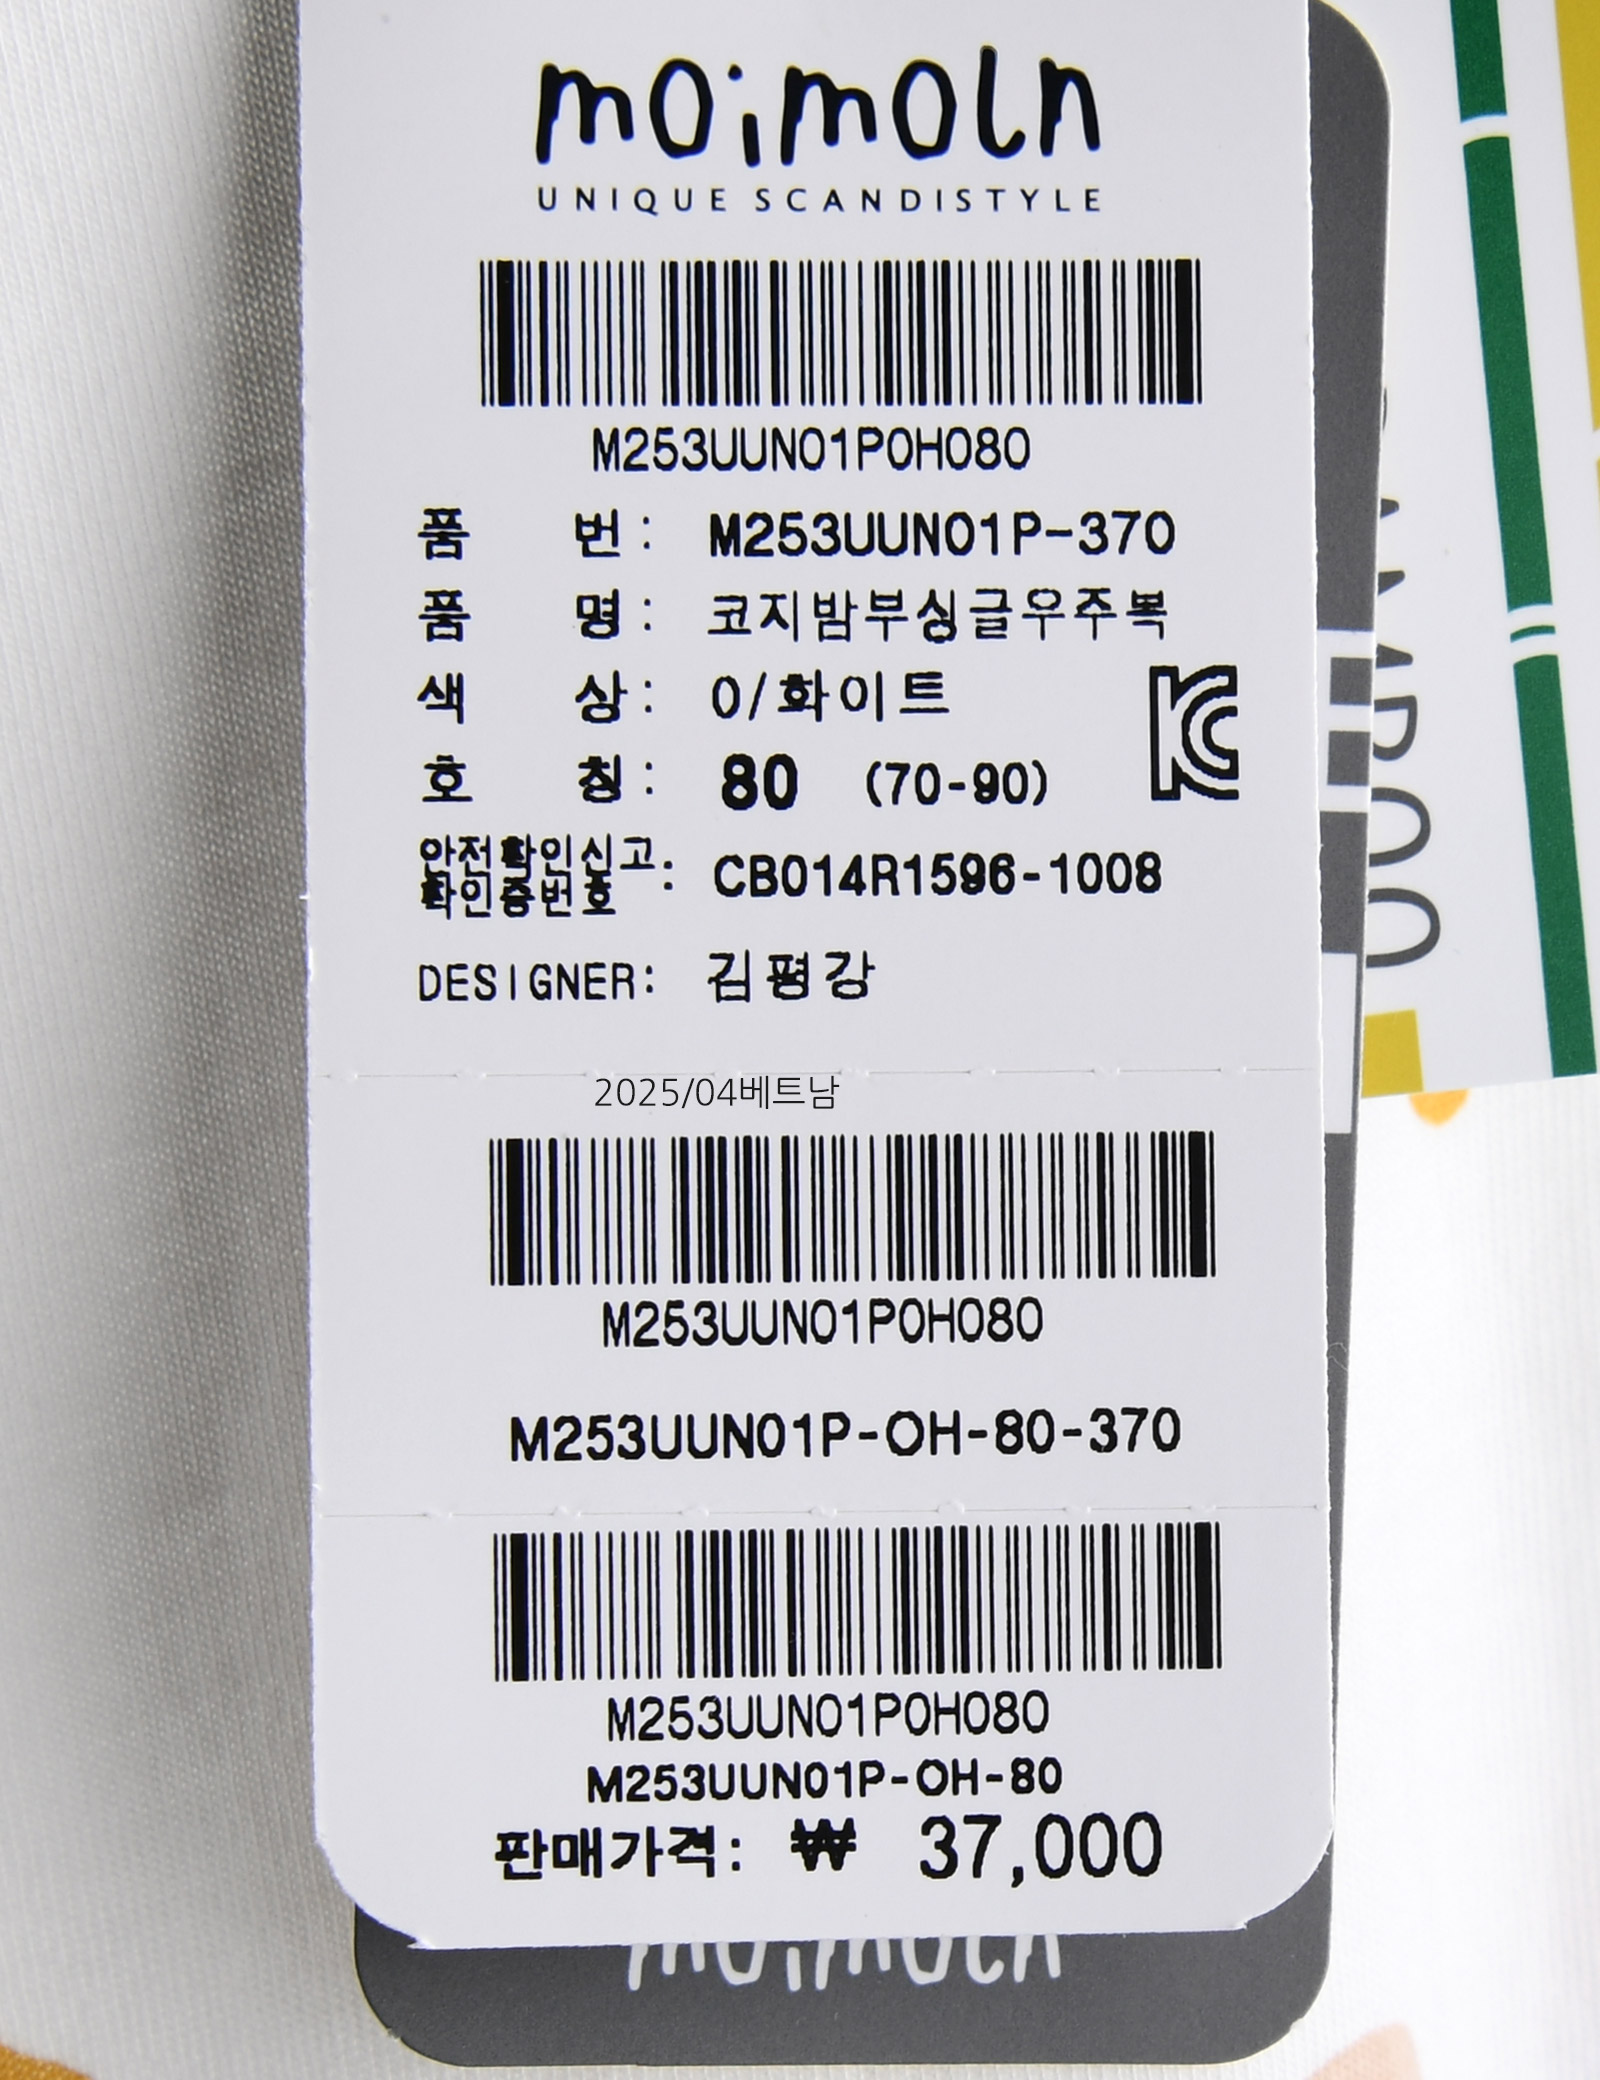 moimoln
UNIQUE SCANDISTYLE
M253UUN01P0H080
품 번: M253UUN01P-370
품 명: 코지밤부싱글우주복
색 상: 0/화이트
호 칭: 80 (70-90)
안전확인신고
확인증번호: CB014R1596-1008
DESIGNER: 김평강
2025/04베트남
M253UUN01P0H080
M253UUN01P-OH-80-370
M253UUN01P0H080
M253UUN01P-OH-80
판매가격: ₩ 37,000
moimoln